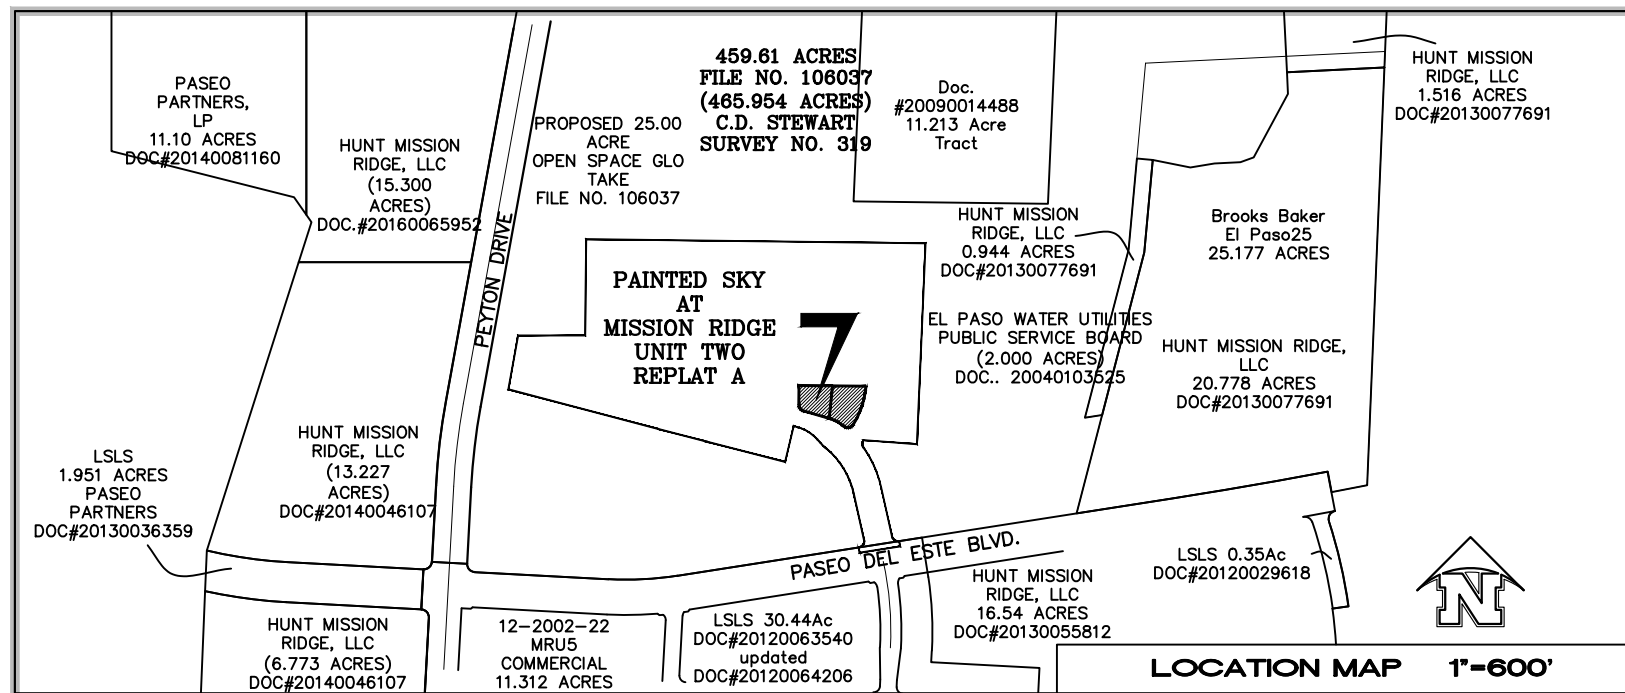 PASEO
PARTNERS,
LP
11.10 ACRES
DOC#20140081160
HUNT MISSION
RIDGE, LLC
(15.300
ACRES)
DOC.#20160065952
PROPOSED 25.00
ACRE
OPEN SPACE GLO
TAKE
FILE NO. 106037
459.61 ACRES
FILE NO. 106037
(465.954 ACRES)
C.D. STEWART
SURVEY NO. 319
Doc.
#20090014488
11.213 Acre
Tract
HUNT MISSION
RIDGE, LLC
1.516 ACRES
DOC#20130077691
HUNT MISSION
RIDGE, LLC
0.944 ACRES
DOC#20130077691
Brooks Baker
El Paso25
25.177 ACRES
PEYTON DRIVE
PAINTED SKY
AT
MISSION RIDGE
UNIT TWO
REPLAT A
EL PASO WATER UTILITIES
PUBLIC SERVICE BOARD
(2.000 ACRES)
DOC.. 20040103525
HUNT MISSION RIDGE,
LLC
20.778 ACRES
DOC#20130077691
LSLS
1.951 ACRES
PASEO
PARTNERS
DOC#20130036359
HUNT MISSION
RIDGE, LLC
(13.227
ACRES)
DOC#20140046107
PASEO DEL ESTE BLVD.
LSLS 0.35Ac
DOC#20120029618
HUNT MISSION
RIDGE, LLC
16.54 ACRES
DOC#20130055812
N
HUNT MISSION
RIDGE, LLC
(6.773 ACRES)
DOC#20140046107
12-2002-22
MRU5
COMMERCIAL
11.312 ACRES
LSLS 30.44Ac
DOC#20120063540
updated
DOC#20120064206
LOCATION MAP 1"=600'